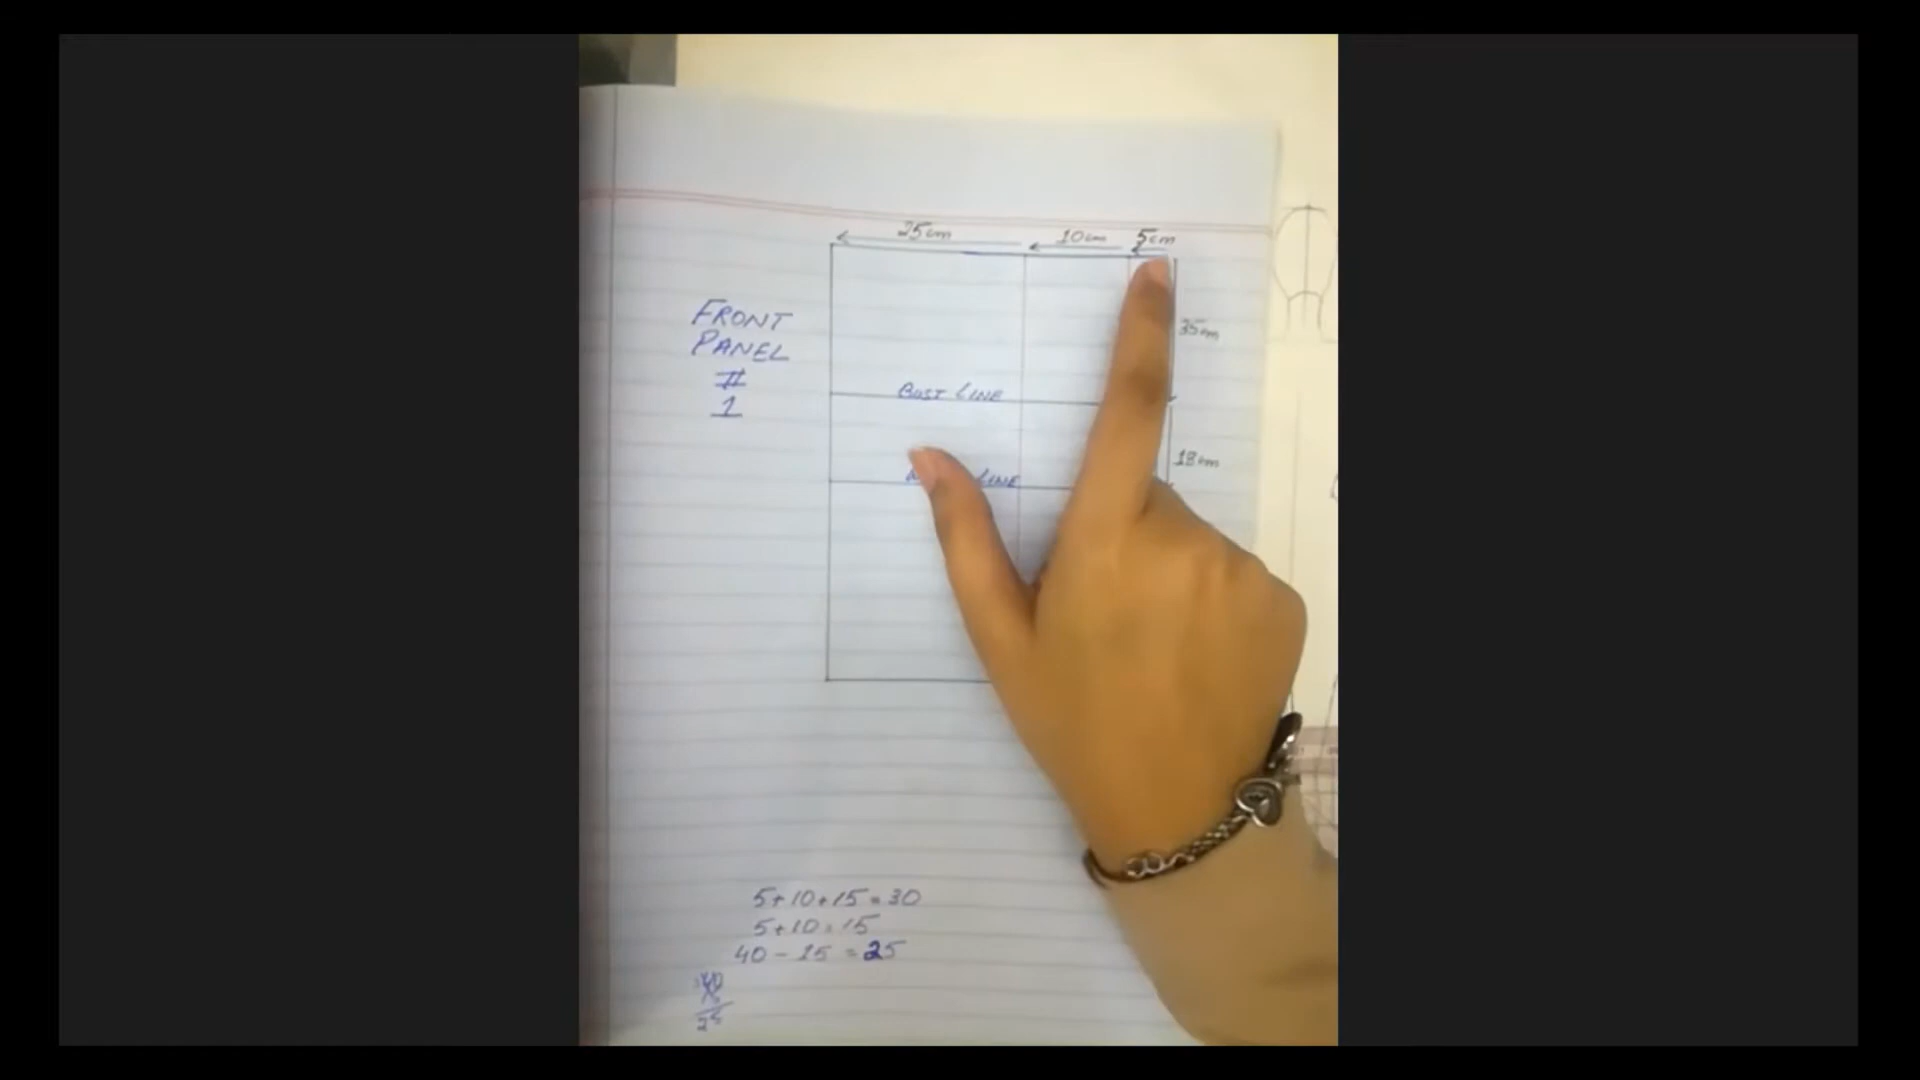 25cm 10cm 5cm
FRONT
PANEL
#
1
35cm
BUST LINE
18cm
LINE
5+10+15=30
5+10=15
40-15=25
25